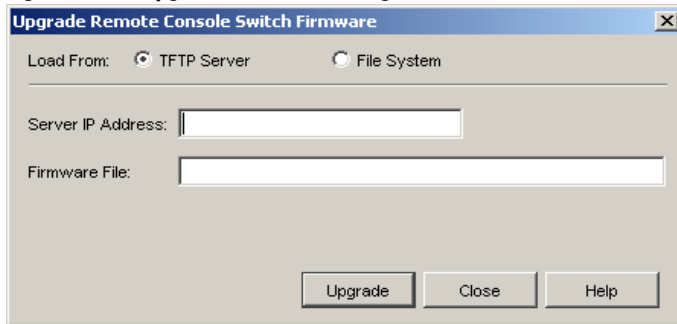 Upgrade Remote Console Switch Firmware
Load From: TFTP Server File System
Server IP Address:
Firmware File:
Upgrade Close Help